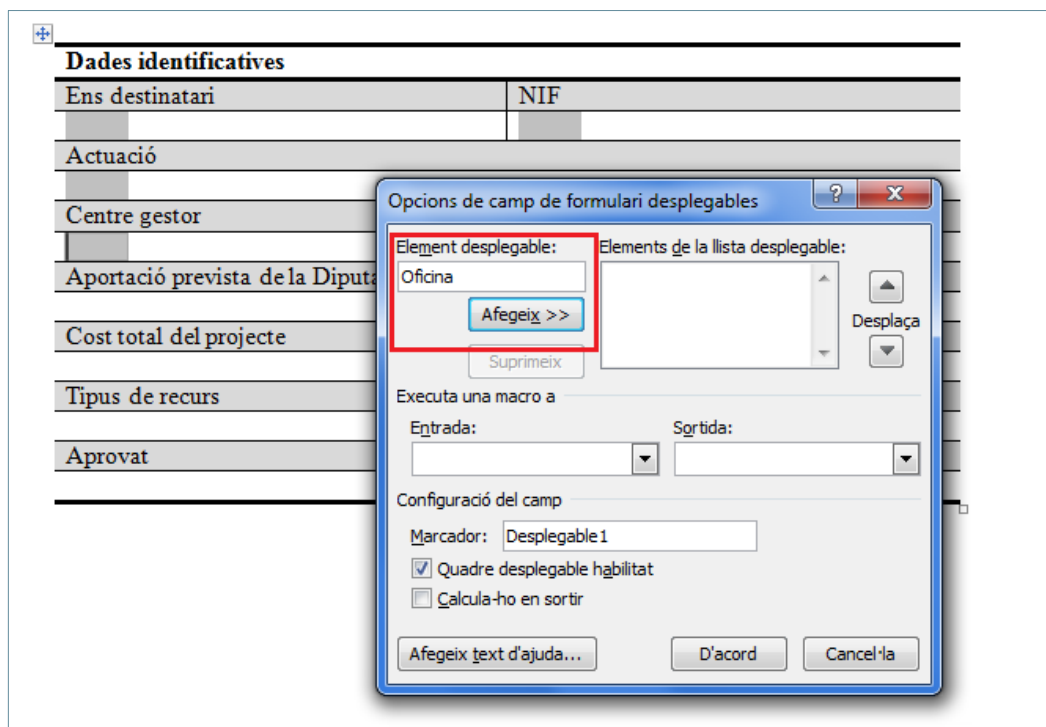 Dades identificatives
Ens destinatari NIF
Actuació
Centre gestor
Aportació prevista de la Diputa
Cost total del projecte
Tipus de recurs
Aprovat
Opcions de camp de formulari desplegables
Element desplegable: Elements de la llista desplegable:
Oficina
Afegeix >>
Desplaça
Suprimeix
Executa una macro a
Entrada: Sortida:
Configuració del camp
Marcador: Desplegable1
Quadre desplegable habilitat
Calcula-ho en sortir
Afegeix text d'ajuda... D'acord Cancel·la